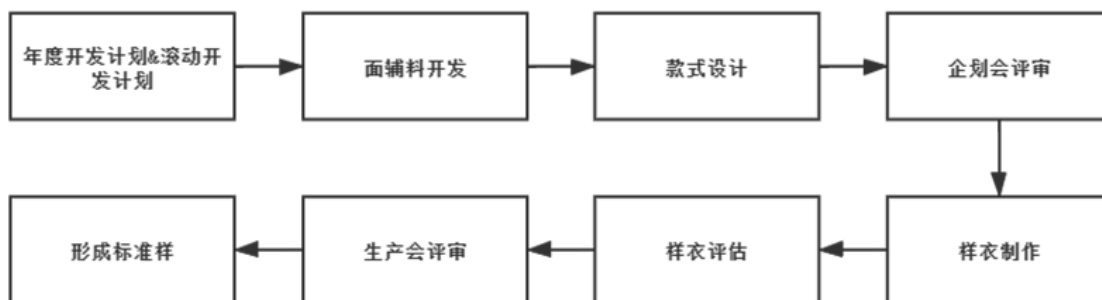 年度开发计划&滚动开
发计划
面辅料开发
款式设计
企划会评审
样衣制作
样衣评估
生产会评审
形成标准样